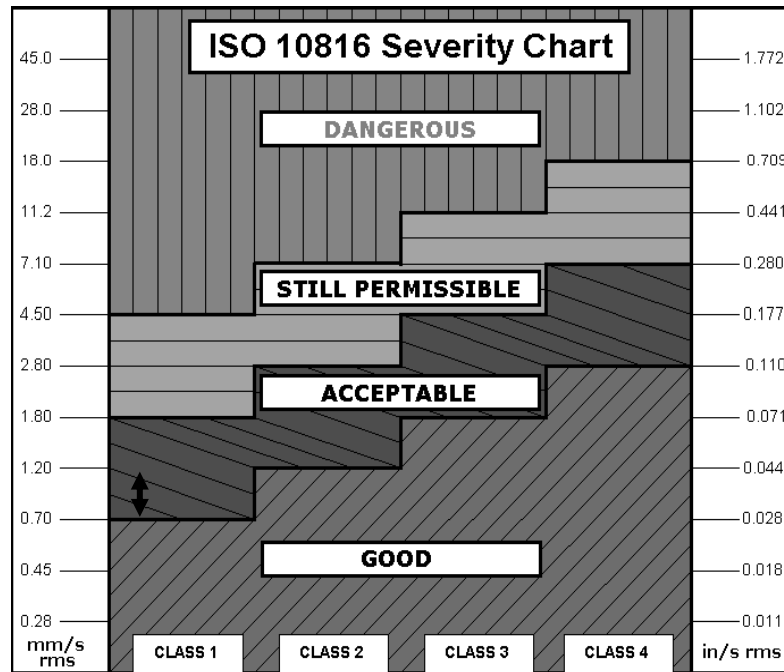 ISO 10816 Severity Chart
45.0
1.772
28.0
1.102
DANGEROUS
18.0
0.709
11.2
0.441
7.10
0.280
STILL PERMISSIBLE
4.50
0.177
2.80
0.110
ACCEPTABLE
1.80
0.071
1.20
0.044
0.70
0.028
GOOD
0.45
0.018
0.28
0.011
mm/s
rms
CLASS 1
CLASS 2
CLASS 3
CLASS 4
in/s rms